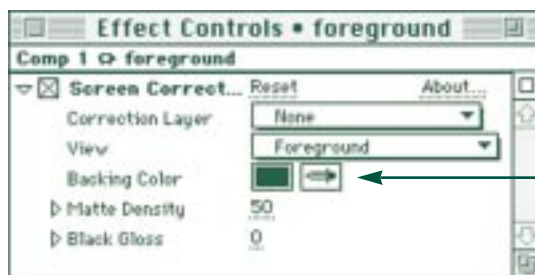 Effect Controls • foreground
Comp 1 foreground
Screen Correct... Reset About...
Correction Layer None
View Foreground
Backing Color
Matte Density 50
Black Gloss 0